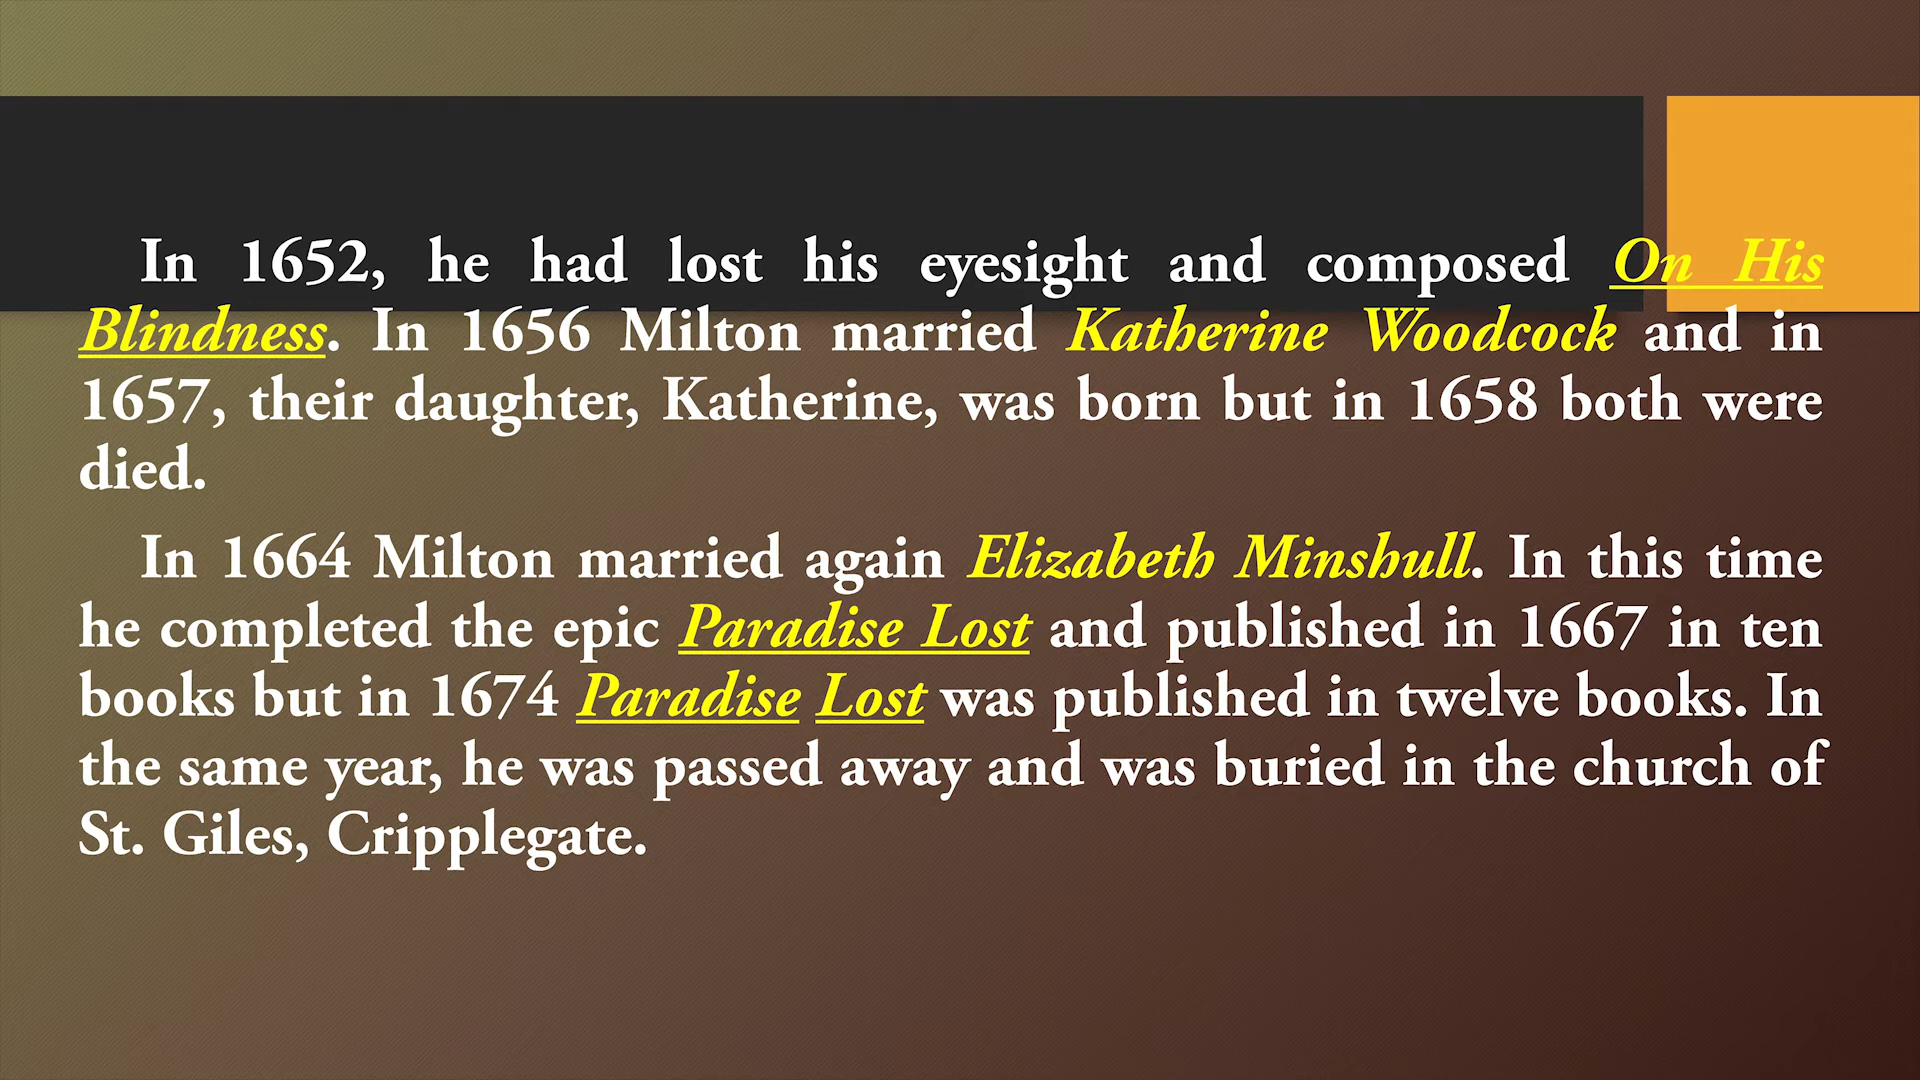 In 1652, he had lost his eyesight and composed On His
Blindness. In 1656 Milton married Katherine Woodcock and in
1657, their daughter, Katherine, was born but in 1658 both were
died.
In 1664 Milton married again Elizabeth Minshull. In this time
he completed the epic Paradise Lost and published in 1667 in ten
books but in 1674 Paradise Lost was published in twelve books. In
the same year, he was passed away and was buried in the church of
St. Giles, Cripplegate.